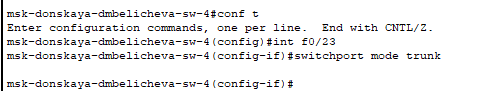 msk-donskaya-dmbelicheva-sw-4#conf t
Enter configuration commands, one per line.  End with CNTL/Z.
msk-donskaya-dmbelicheva-sw-4(config)#int f0/23
msk-donskaya-dmbelicheva-sw-4(config-if)#switchport mode trunk
msk-donskaya-dmbelicheva-sw-4(config-if)#